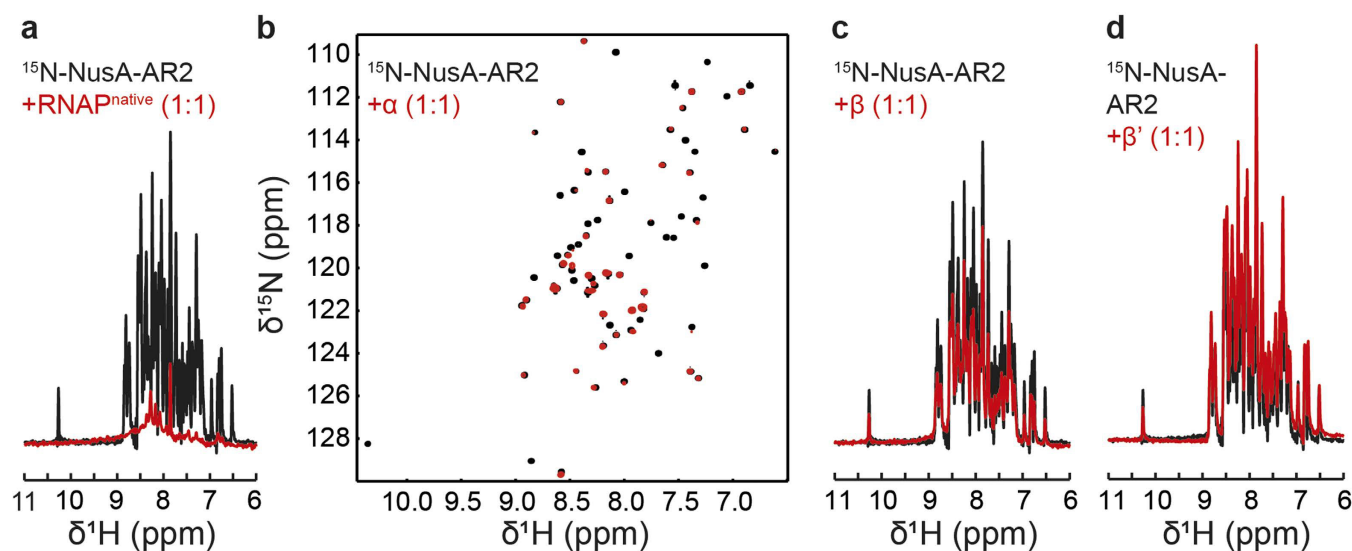 a
¹⁵N-NusA-AR2
+RNAPⁿᵃᵗⁱᵛᵉ (1:1)
11 10 9 8 7 6
δ¹H (ppm)
b
¹⁵N-NusA-AR2
+α (1:1)
110
112
114
116
118
120
122
124
126
128
δ¹⁵N (ppm)
10.0 9.5 9.0 8.5 8.0 7.5 7.0
δ¹H (ppm)
c
¹⁵N-NusA-AR2
+β (1:1)
11 10 9 8 7 6
δ¹H (ppm)
d
¹⁵N-NusA-
AR2
+β' (1:1)
11 10 9 8 7 6
δ¹H (ppm)